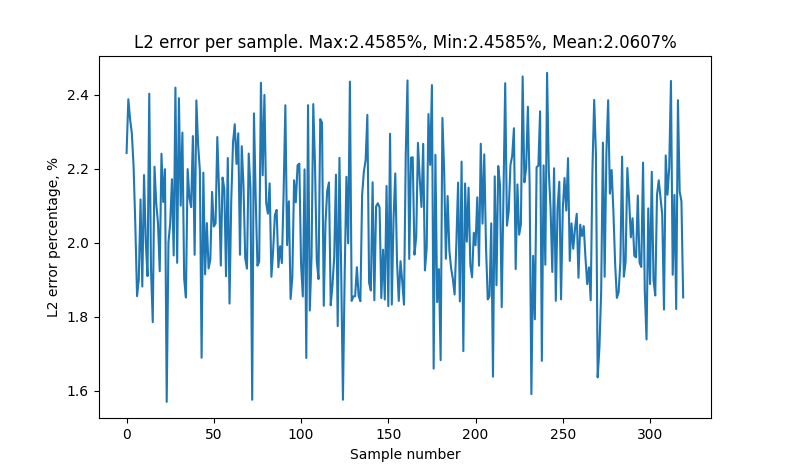 L2 error per sample. Max:2.4585%, Min:2.4585%, Mean:2.0607%
L2 error percentage, %
2.4
2.2
2.0
1.8
1.6
0 50 100 150 200 250 300
Sample number